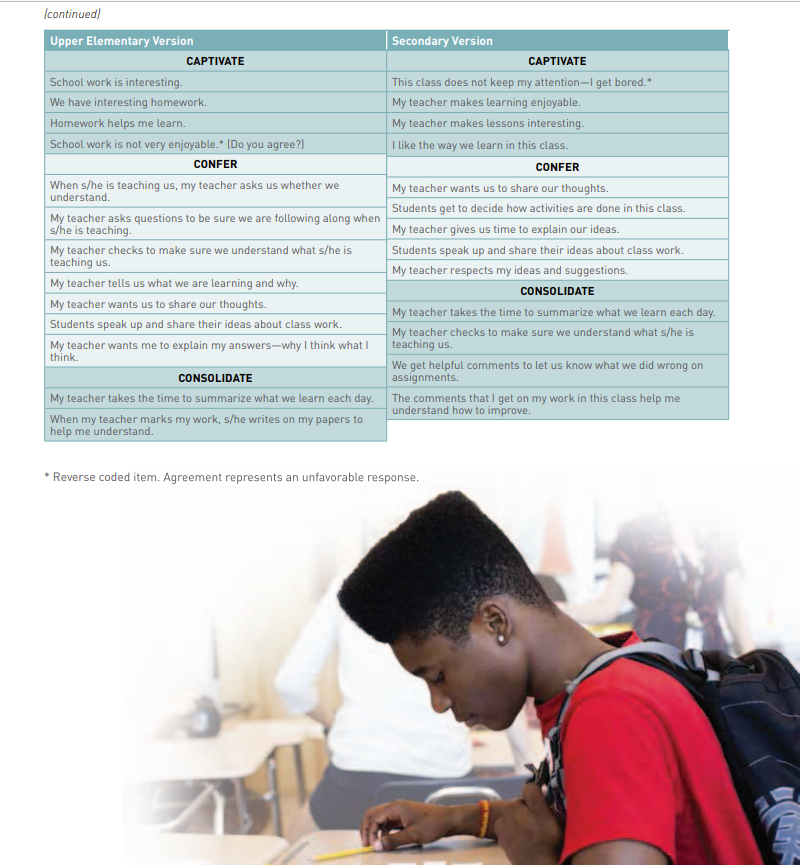 (continued)
Upper Elementary Version
CAPTIVATE
School work is interesting.
We have interesting homework.
Homework helps me learn.
School work is not very enjoyable.* (Do you agree?)
CONFER
When s/he is teaching us, my teacher asks us whether we
understand.
My teacher asks questions to be sure we are following along when
s/he is teaching.
My teacher checks to make sure we understand what s/he is
teaching us.
My teacher tells us what we are learning and why.
My teacher wants us to share our thoughts.
Students speak up and share their ideas about class work.
My teacher wants me to explain my answers—why I think what I
think.
CONSOLIDATE
My teacher takes the time to summarize what we learn each day.
When my teacher marks my work, s/he writes on my papers to
help me understand.
Secondary Version
CAPTIVATE
This class does not keep my attention—I get bored.*
My teacher makes learning enjoyable.
My teacher makes lessons interesting.
I like the way we learn in this class.
CONFER
My teacher wants us to share our thoughts.
Students get to decide how activities are done in this class.
My teacher gives us time to explain our ideas.
Students speak up and share their ideas about class work.
My teacher respects my ideas and suggestions.
CONSOLIDATE
My teacher takes the time to summarize what we learn each day.
My teacher checks to make sure we understand what s/he is
teaching us.
We get helpful comments to let us know what we did wrong on
assignments.
The comments that I get on my work in this class help me
understand how to improve.
* Reverse coded item. Agreement represents an unfavorable response.